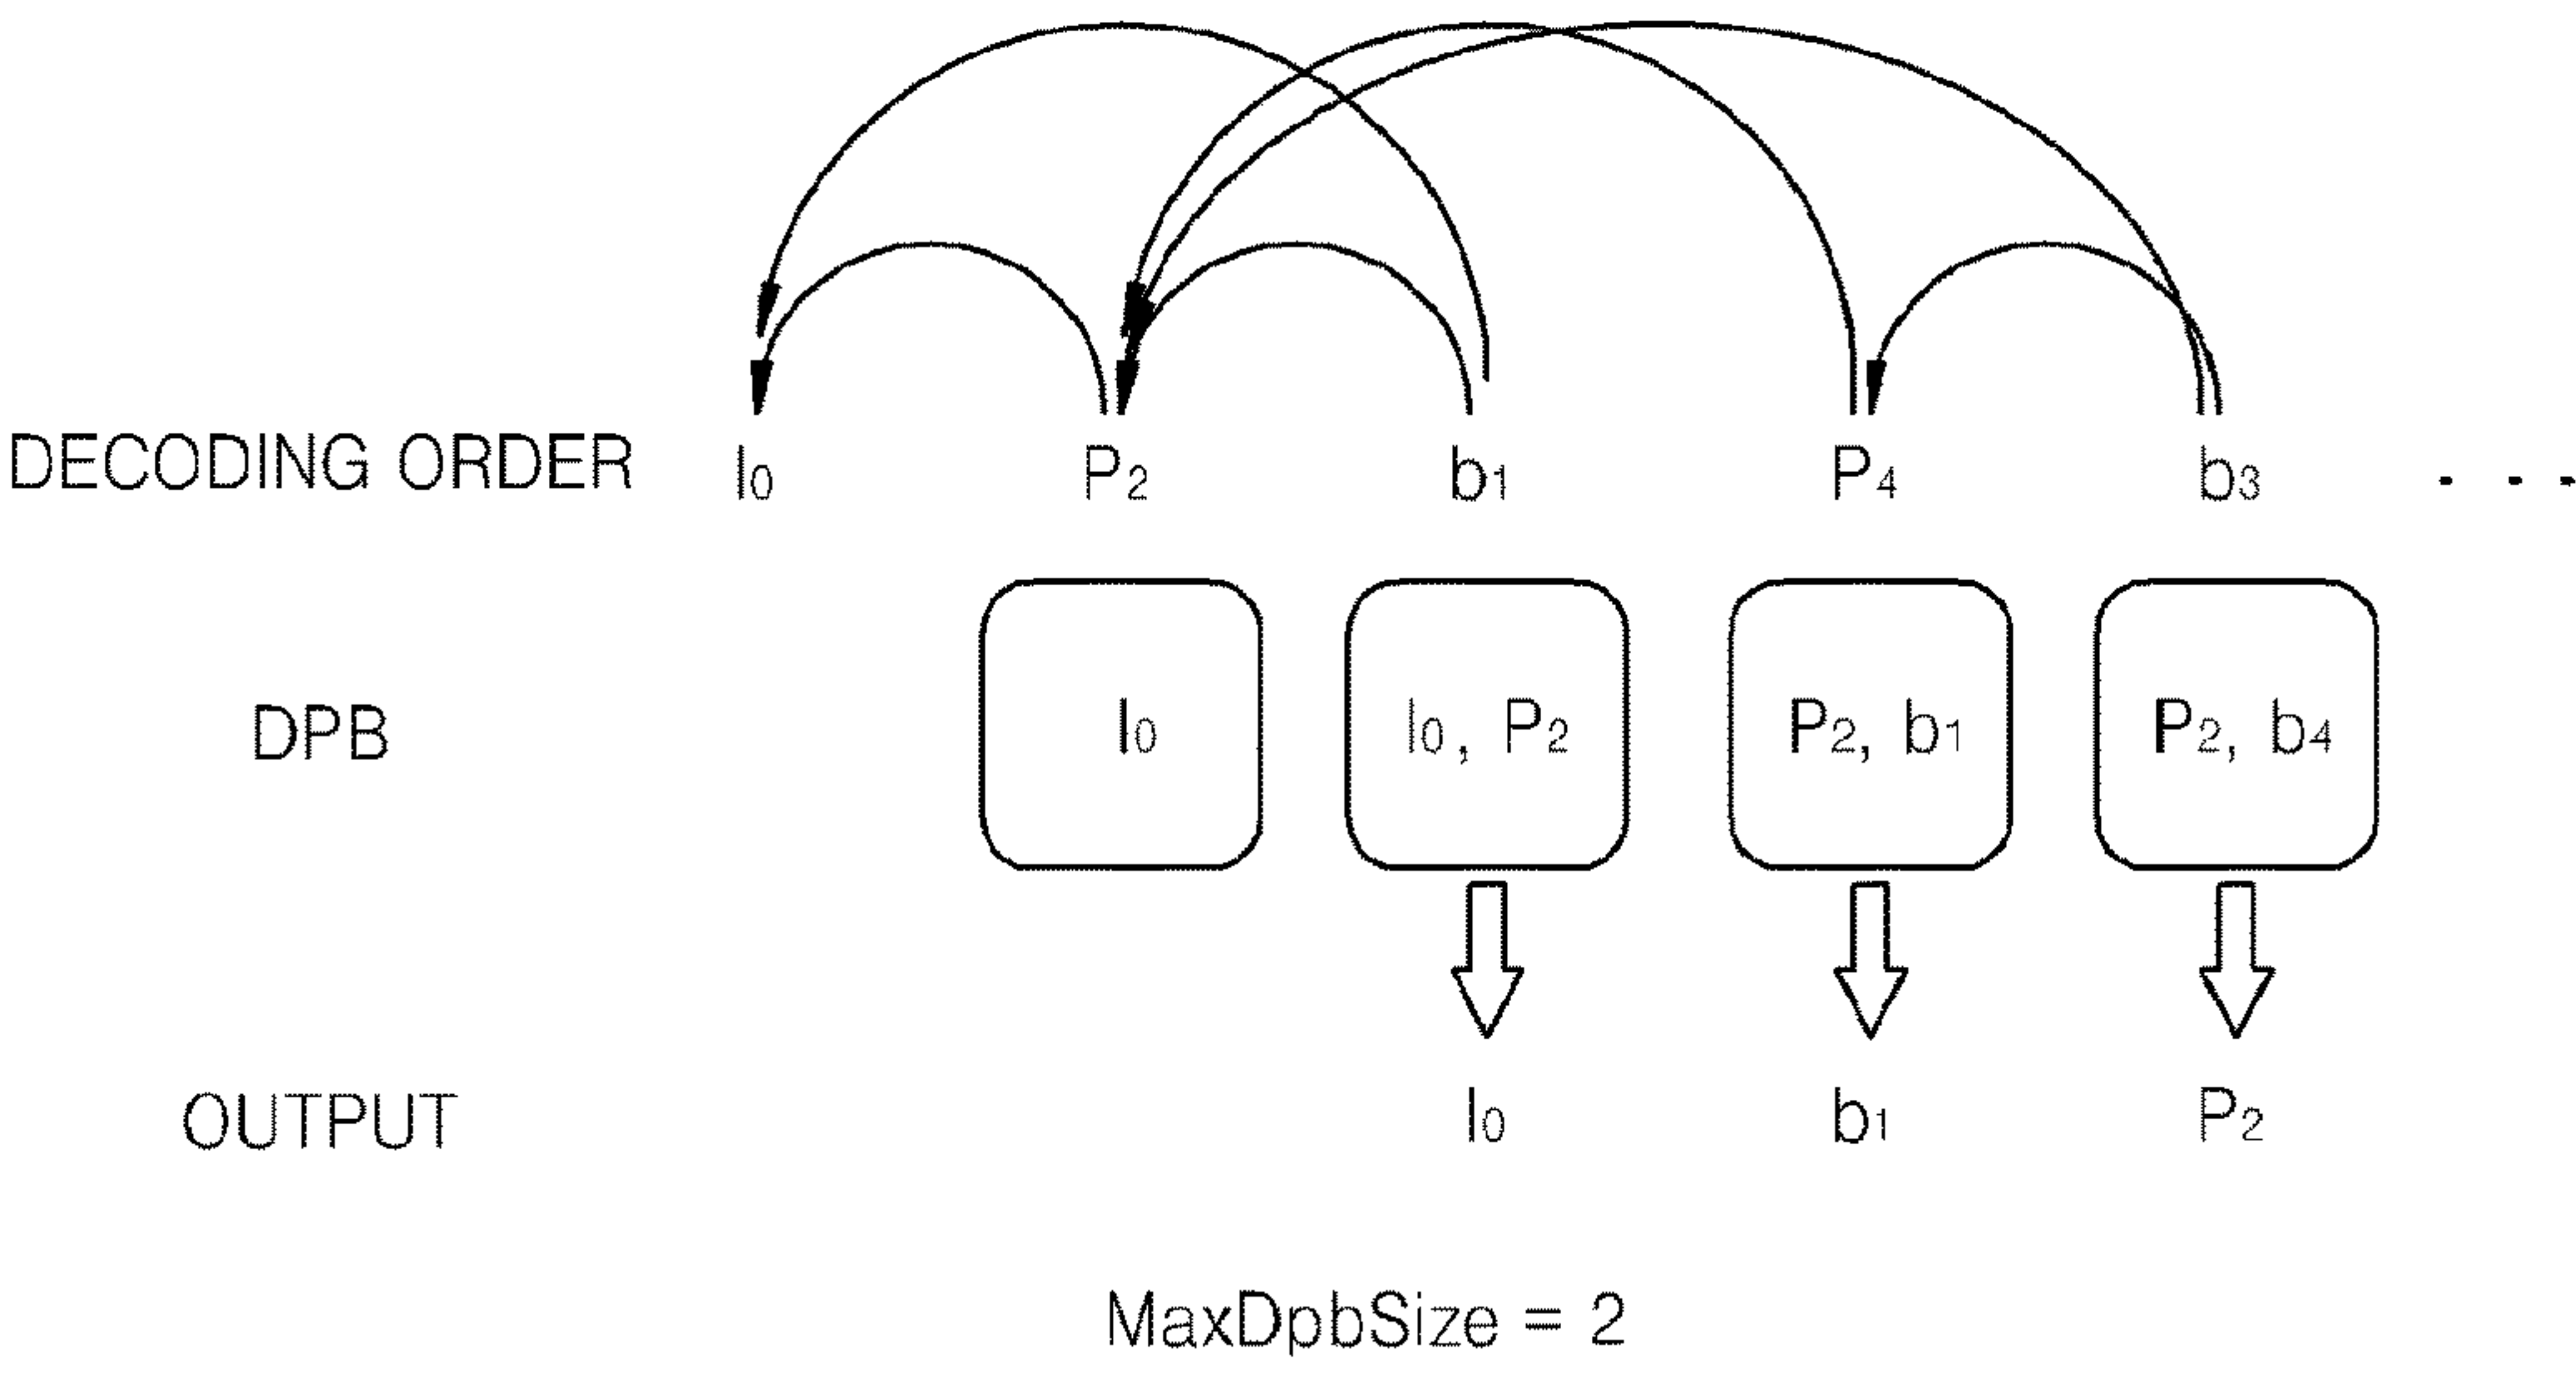 DECODING ORDER I0 P2 b1 P4 b3 . . .
DPB I0 I0, P2 P2, b1 P2, b4
OUTPUT I0 b1 P2
MaxDpbSize = 2